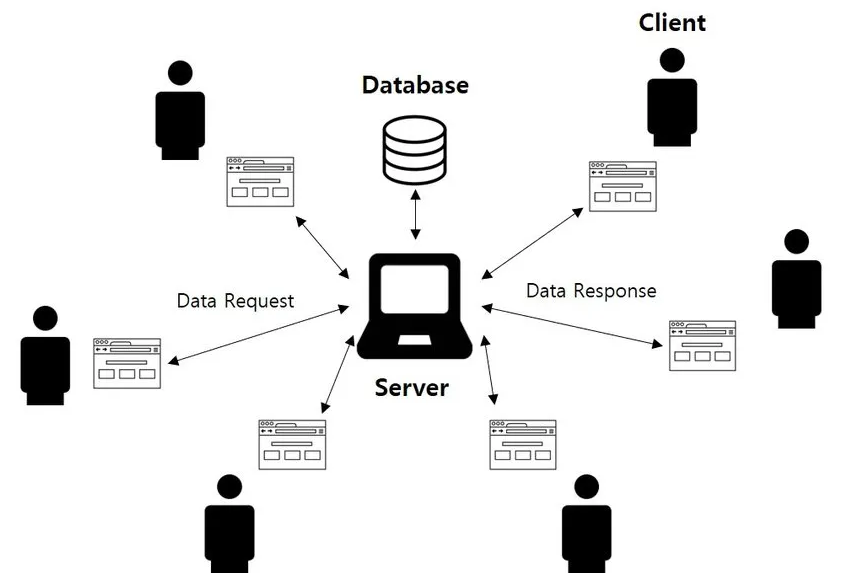 Client
Database
Data Request
Data Response
Server